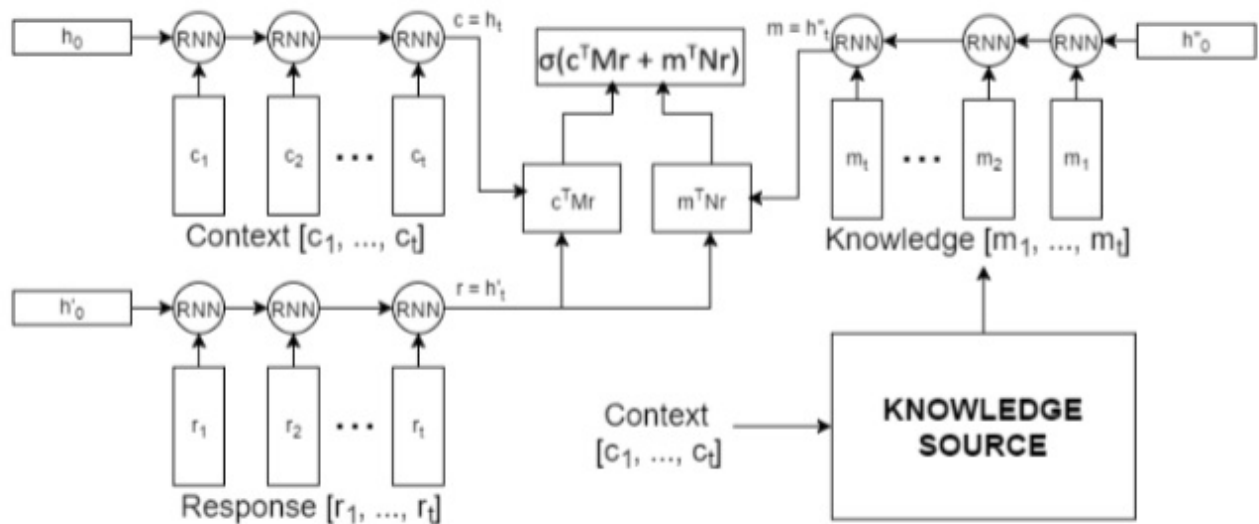 h₀ RNN RNN RNN c = hₜ
σ(cᵀMr + mᵀNr)
m = h"ₜ RNN RNN RNN h"₀
c₁ c₂ ••• cₜ
cᵀMr mᵀNr
mₜ ••• m₂ m₁
Context [c₁, ..., cₜ]
Knowledge [m₁, ..., mₜ]
h'₀ RNN RNN RNN r = h'ₜ
r₁ r₂ ••• rₜ
Response [r₁, ..., rₜ]
Context
[c₁, ..., cₜ]
KNOWLEDGE
SOURCE